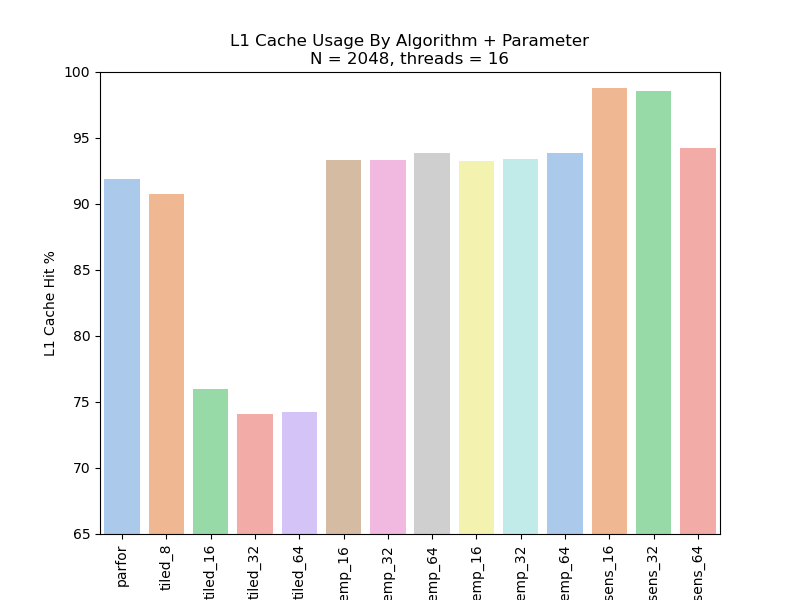 L1 Cache Usage By Algorithm + Parameter
N = 2048, threads = 16
100
95
90
85
80
75
70
65
L1 Cache Hit %
parfor
tiled_8
tiled_16
tiled_32
tiled_64
emp_16
emp_32
emp_64
emp_16
emp_32
emp_64
sens_16
sens_32
sens_64